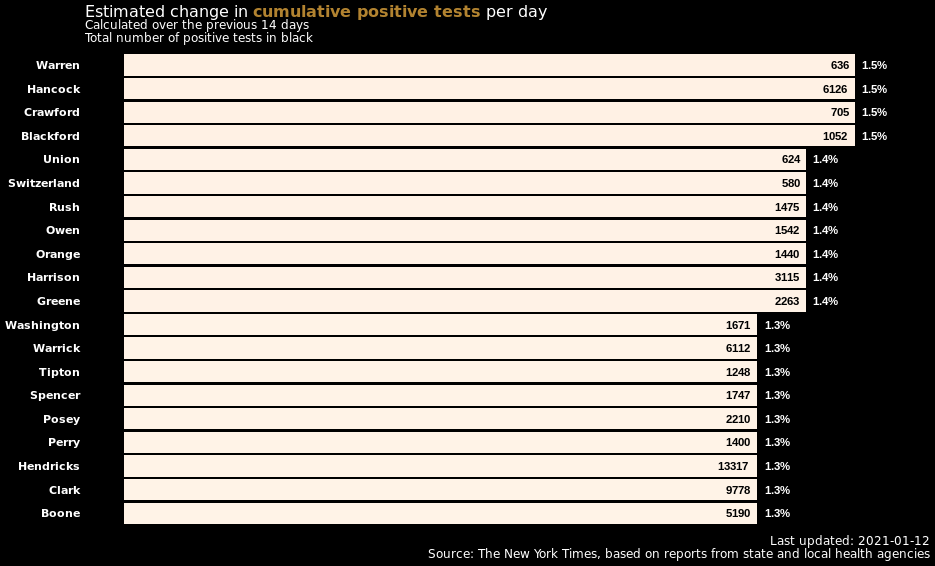 Estimated change in cumulative positive tests per day
Calculated over the previous 14 days
Total number of positive tests in black
Warren 636 1.5%
Hancock 6126 1.5%
Crawford 705 1.5%
Blackford 1052 1.5%
Union 624 1.4%
Switzerland 580 1.4%
Rush 1475 1.4%
Owen 1542 1.4%
Orange 1440 1.4%
Harrison 3115 1.4%
Greene 2263 1.4%
Washington 1671 1.3%
Warrick 6112 1.3%
Tipton 1248 1.3%
Spencer 1747 1.3%
Posey 2210 1.3%
Perry 1400 1.3%
Hendricks 13317 1.3%
Clark 9778 1.3%
Boone 5190 1.3%
Last updated: 2021-01-12
Source: The New York Times, based on reports from state and local health agencies